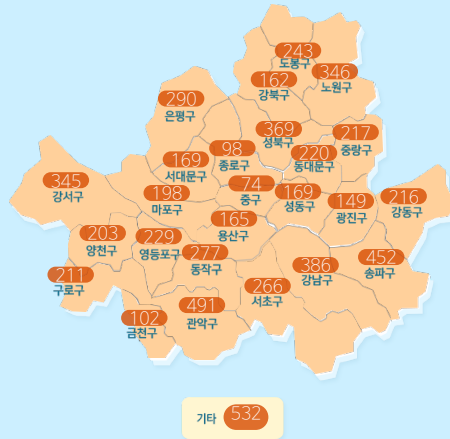 243
도봉구
346
노원구
162
강북구
290
은평구
369
성북구
217
중랑구
98
종로구
220
동대문구
169
서대문구
345
강서구
198
마포구
74
중구
169
성동구
149
광진구
216
강동구
165
용산구
203
양천구
229
영등포구
277
동작구
452
송파구
386
강남구
211
구로구
266
서초구
491
관악구
102
금천구
기타 532